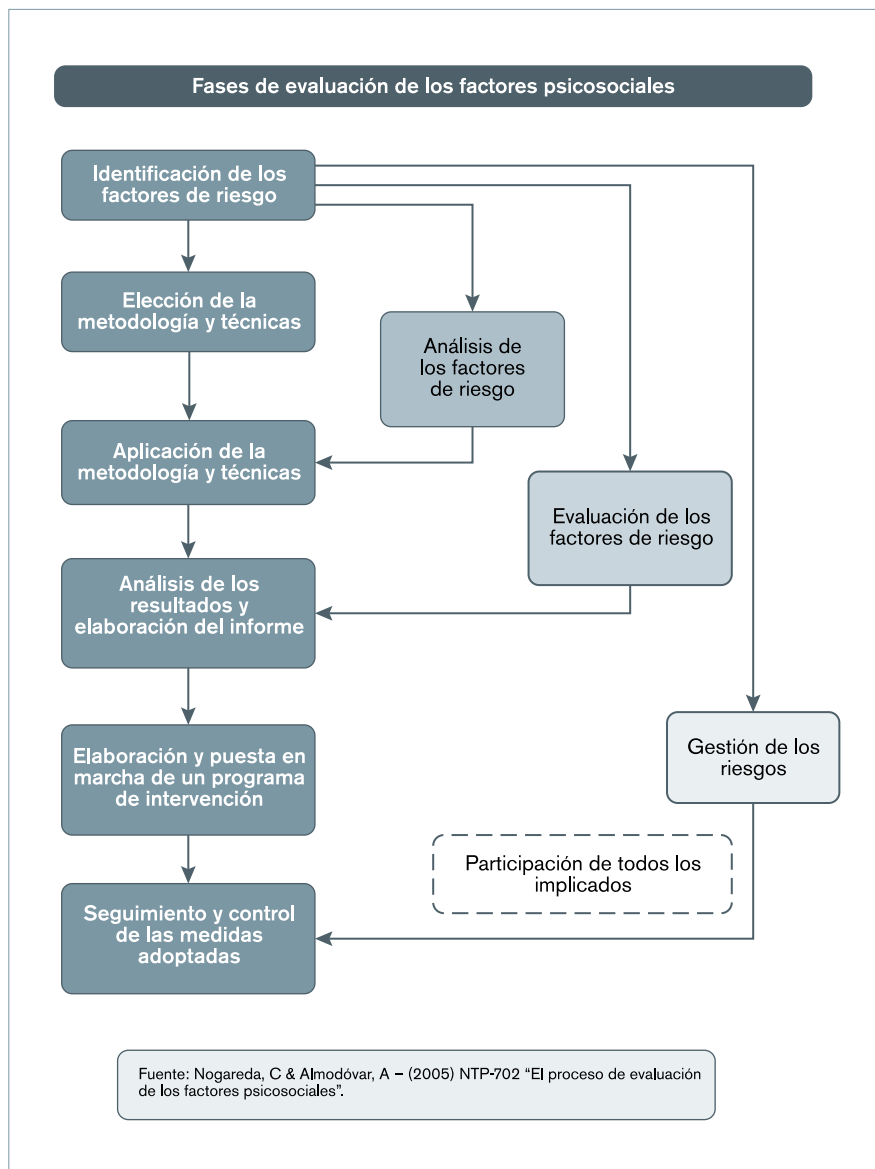 Fases de evaluación de los factores psicosociales
Identificación de los
factores de riesgo
Elección de la
metodología y técnicas
Análisis de
los factores
de riesgo
Aplicación de la
metodología y técnicas
Evaluación de los
factores de riesgo
Análisis de los
resultados y
elaboración del informe
Elaboración y puesta en
marcha de un programa
de intervención
Gestión de los
riesgos
Participación de todos los
implicados
Seguimiento y control
de las medidas
adoptadas
Fuente: Nogareda, C & Almodóvar, A – (2005) NTP-702 “El proceso de evaluación
de los factores psicosociales”.